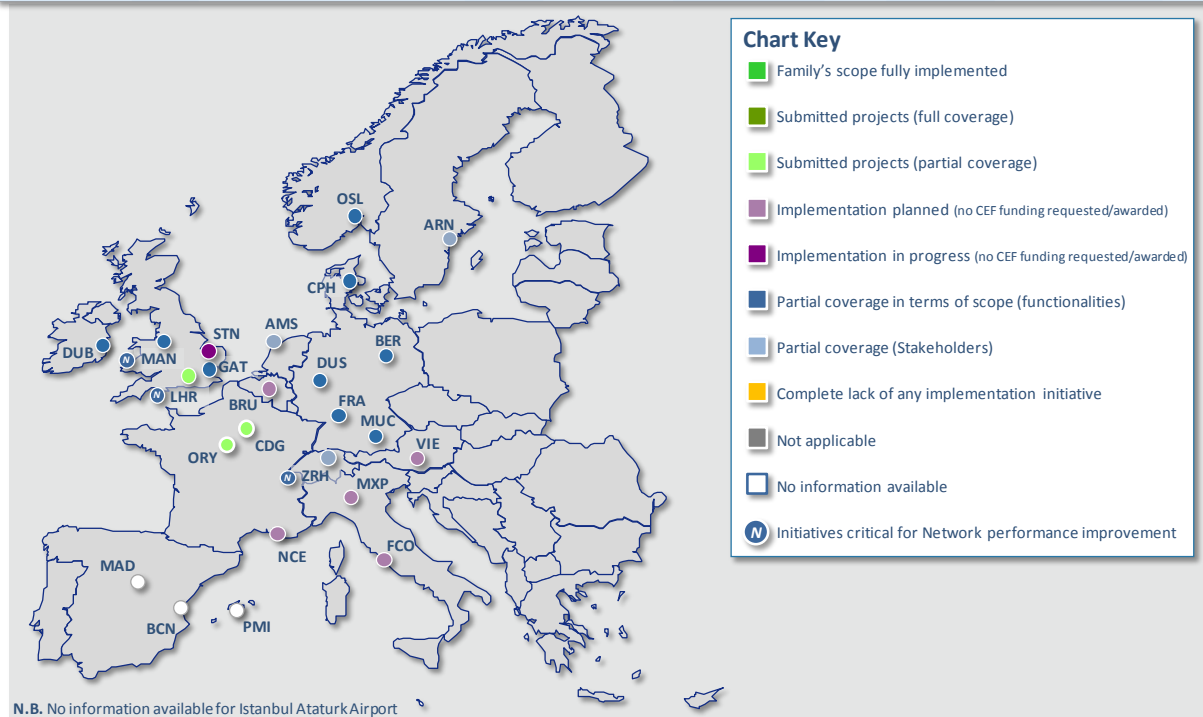 Chart Key
Family's scope fully implemented
Submitted projects (full coverage)
Submitted projects (partial coverage)
Implementation planned (no CEF funding requested/awarded)
Implementation in progress (no CEF funding requested/awarded)
Partial coverage in terms of scope (functionalities)
Partial coverage (Stakeholders)
Complete lack of any implementation initiative
Not applicable
No information available
N Initiatives critical for Network performance improvement
OSL
ARN
CPH
STN
AMS
DUB
N
MAN
GAT
BER
DUS
N
LHR
BRU
FRA
MUC
CDG
ORY
VIE
N
ZRH
MXP
NCE
FCO
MAD
BCN
PMI
N.B. No information available for Istanbul Ataturk Airport